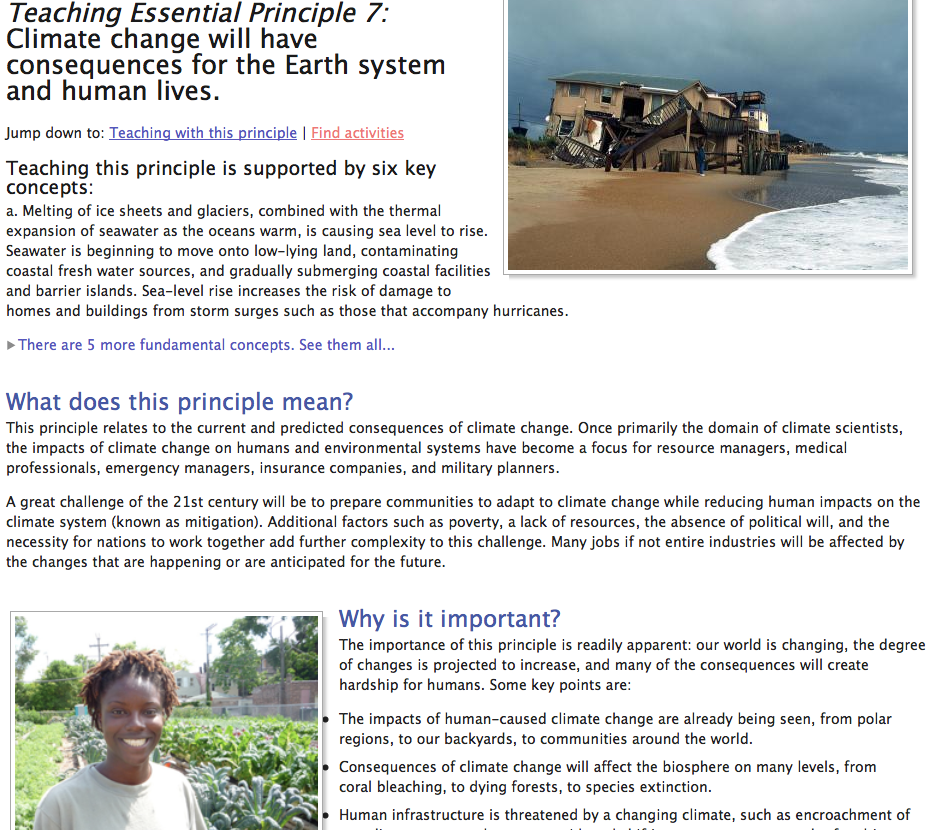 Teaching Essential Principle 7:
Climate change will have
consequences for the Earth system
and human lives.
Jump down to: Teaching with this principle | Find activities
Teaching this principle is supported by six key
concepts:
a. Melting of ice sheets and glaciers, combined with the thermal
expansion of seawater as the oceans warm, is causing sea level to rise.
Seawater is beginning to move onto low-lying land, contaminating
coastal fresh water sources, and gradually submerging coastal facilities
and barrier islands. Sea-level rise increases the risk of damage to
homes and buildings from storm surges such as those that accompany hurricanes.
There are 5 more fundamental concepts. See them all...
What does this principle mean?
This principle relates to the current and predicted consequences of climate change. Once primarily the domain of climate scientists,
the impacts of climate change on humans and environmental systems have become a focus for resource managers, medical
professionals, emergency managers, insurance companies, and military planners.
A great challenge of the 21st century will be to prepare communities to adapt to climate change while reducing human impacts on the
climate system (known as mitigation). Additional factors such as poverty, a lack of resources, the absence of political will, and the
necessity for nations to work together add further complexity to this challenge. Many jobs if not entire industries will be affected by
the changes that are happening or are anticipated for the future.
Why is it important?
The importance of this principle is readily apparent: our world is changing, the degree
of changes is projected to increase, and many of the consequences will create
hardship for humans. Some key points are:
• The impacts of human-caused climate change are already being seen, from polar
regions, to our backyards, to communities around the world.
• Consequences of climate change will affect the biosphere on many levels, from
coral bleaching, to dying forests, to species extinction.
• Human infrastructure is threatened by a changing climate, such as encroachment of